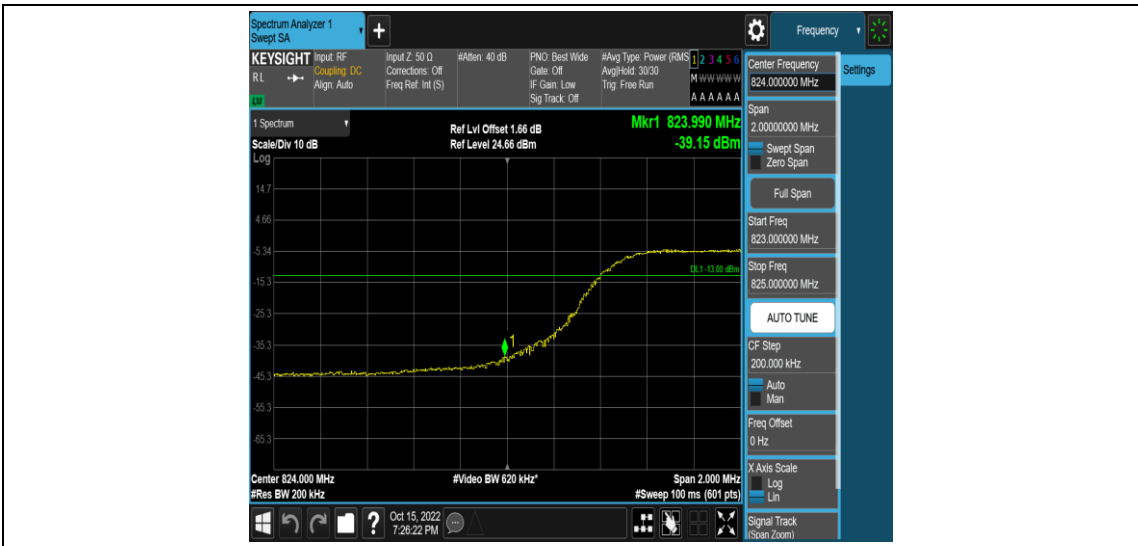 Spectrum Analyzer 1
Swept SA
+
Frequency
KEYSIGHT
RL
LXI
Input: RF
Coupling: DC
Align: Auto
Input Z: 50 Ω
Corrections: Off
Freq Ref: Int (S)
#Atten: 40 dB
PNO: Best Wide
Gate: Off
IF Gain: Low
Sig Track: Off
#Avg Type: Power (RMS
Avg|Hold: 30/30
Trig: Free Run
1 2 3 4 5 6
M W W W W W
A A A A A A
1 Spectrum
Scale/Div 10 dB
Log
Ref Lvl Offset 1.66 dB
Ref Level 24.66 dBm
Mkr1 823.990 MHz
-39.15 dBm
14.7
4.66
-5.34
-15.3
-25.3
-35.3
-45.3
-55.3
-65.3
DL1 -13.00 dBm
1
Center 824.000 MHz
#Res BW 200 kHz
#Video BW 620 kHz*
Span 2.000 MHz
#Sweep 100 ms (601 pts)
Center Frequency
824.000000 MHz
Settings
Span
2.00000000 MHz
Swept Span
Zero Span
Full Span
Start Freq
823.000000 MHz
Stop Freq
825.000000 MHz
AUTO TUNE
CF Step
200.000 kHz
Auto
Man
Freq Offset
0 Hz
X Axis Scale
Log
Lin
Signal Track
(Span Zoom)
?
Oct 15, 2022
7:26:22 PM